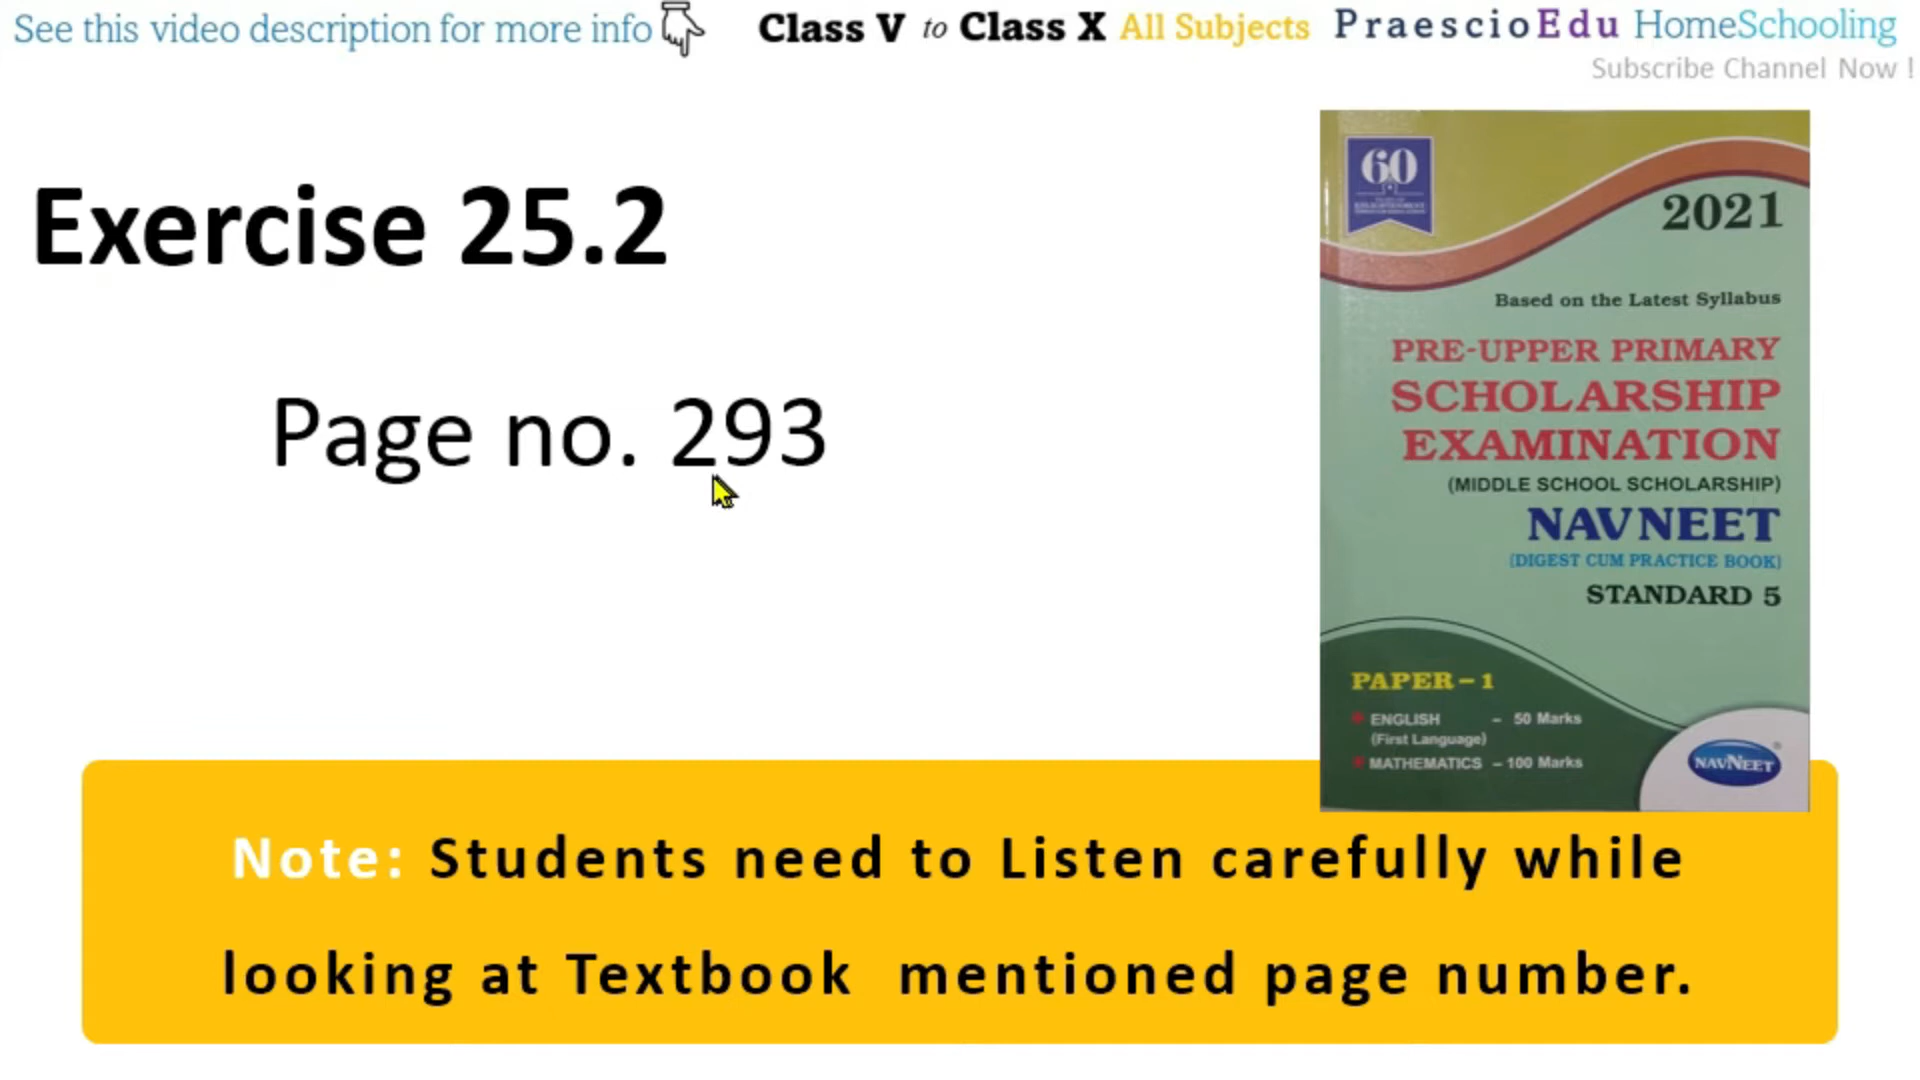 See this video description for more info
Class V to Class X All Subjects PraescioEdu HomeSchooling
Subscribe Channel Now !
Exercise 25.2
Page no. 293
60
2021
Based on the Latest Syllabus
PRE-UPPER PRIMARY
SCHOLARSHIP
EXAMINATION
(MIDDLE SCHOOL SCHOLARSHIP)
NAVNEET
(DIGEST CUM PRACTICE BOOK)
STANDARD 5
PAPER – 1
ENGLISH – 50 Marks
(First Language)
MATHEMATICS – 100 Marks
NAVNEET
Note: Students need to Listen carefully while
looking at Textbook mentioned page number.